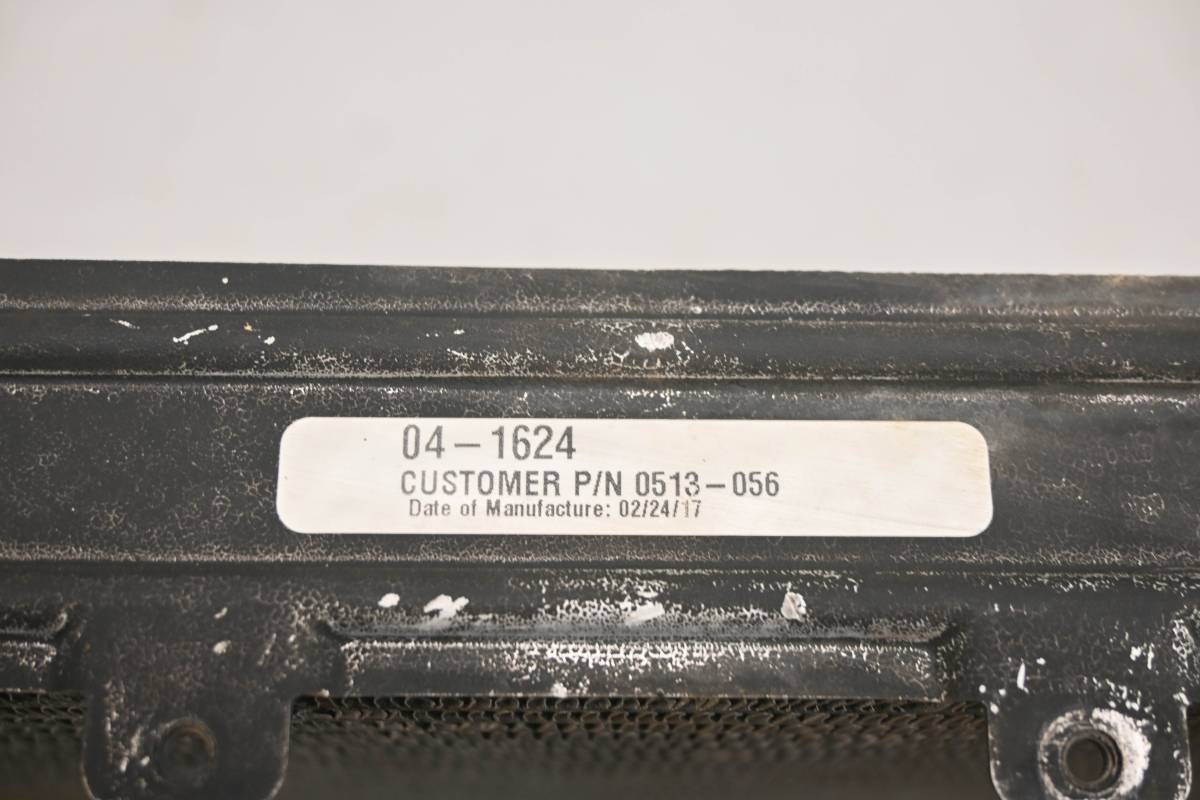 04-1624
CUSTOMER P/N 0513-056
Date of Manufacture: 02/24/17